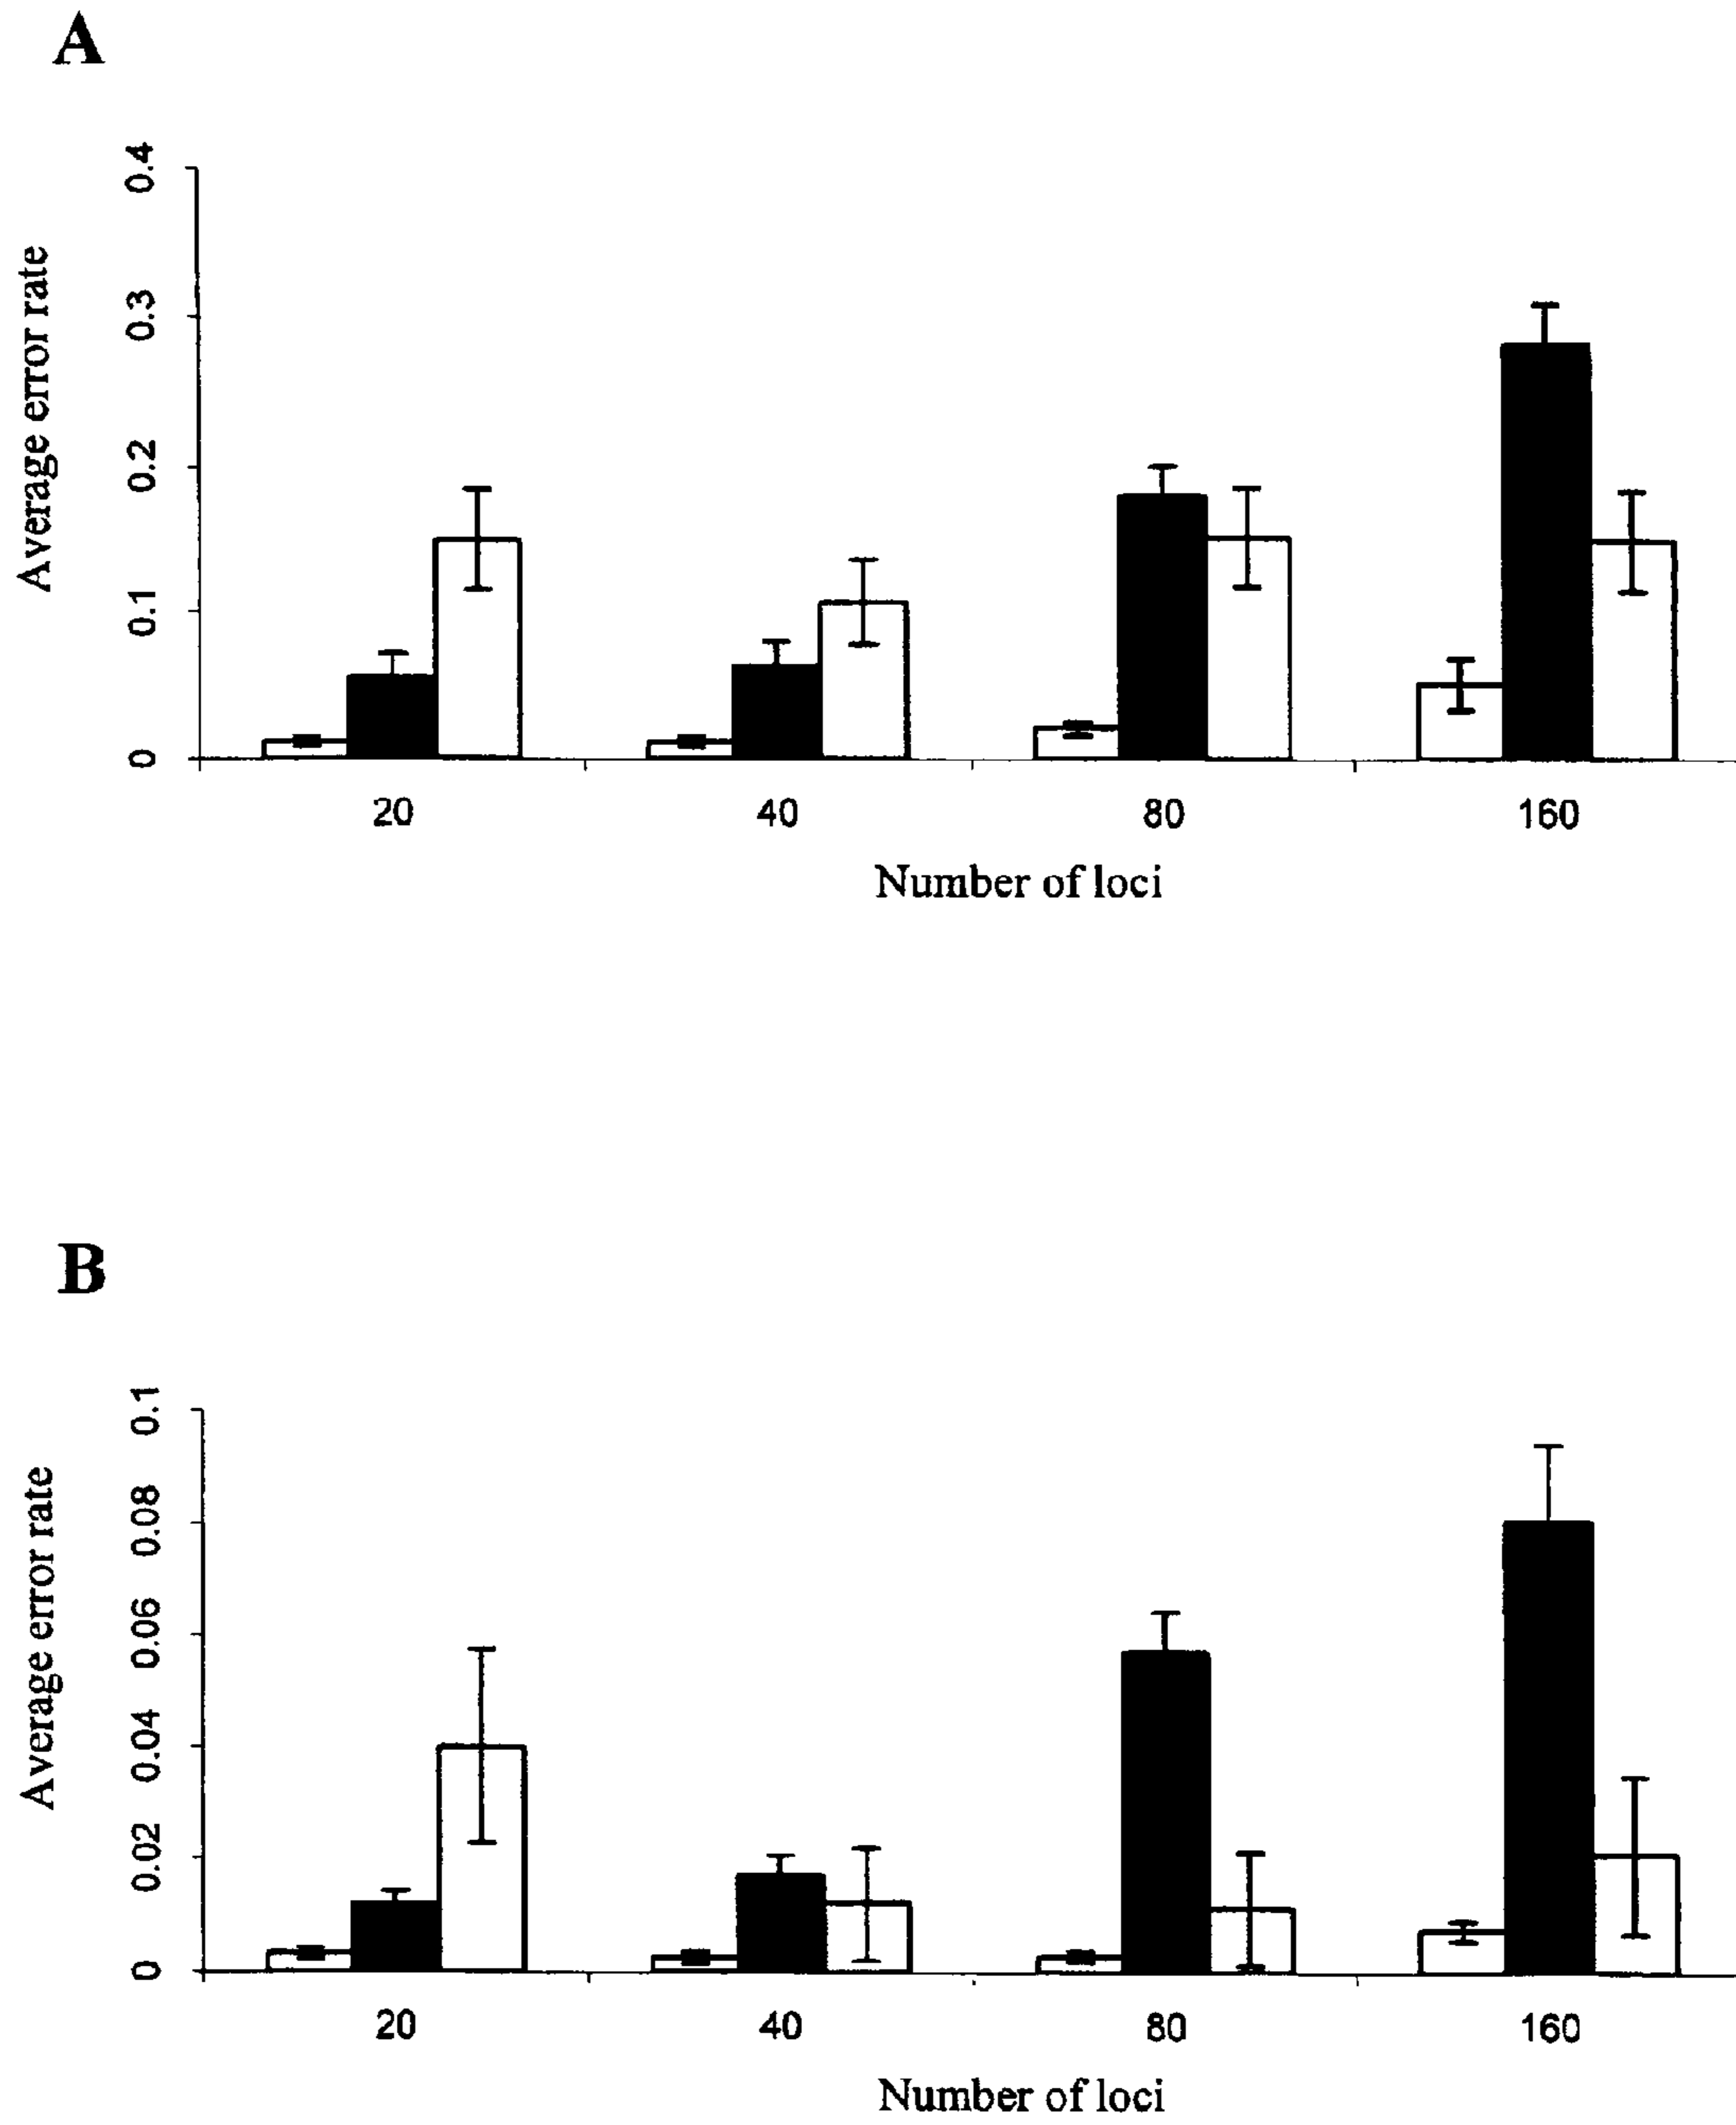 A
0.4
0.3
0.2
0.1
0
Average error rate
20 40 80 160
Number of loci
B
0.1
0.08
0.06
0.04
0.02
0
Average error rate
20 40 80 160
Number of loci